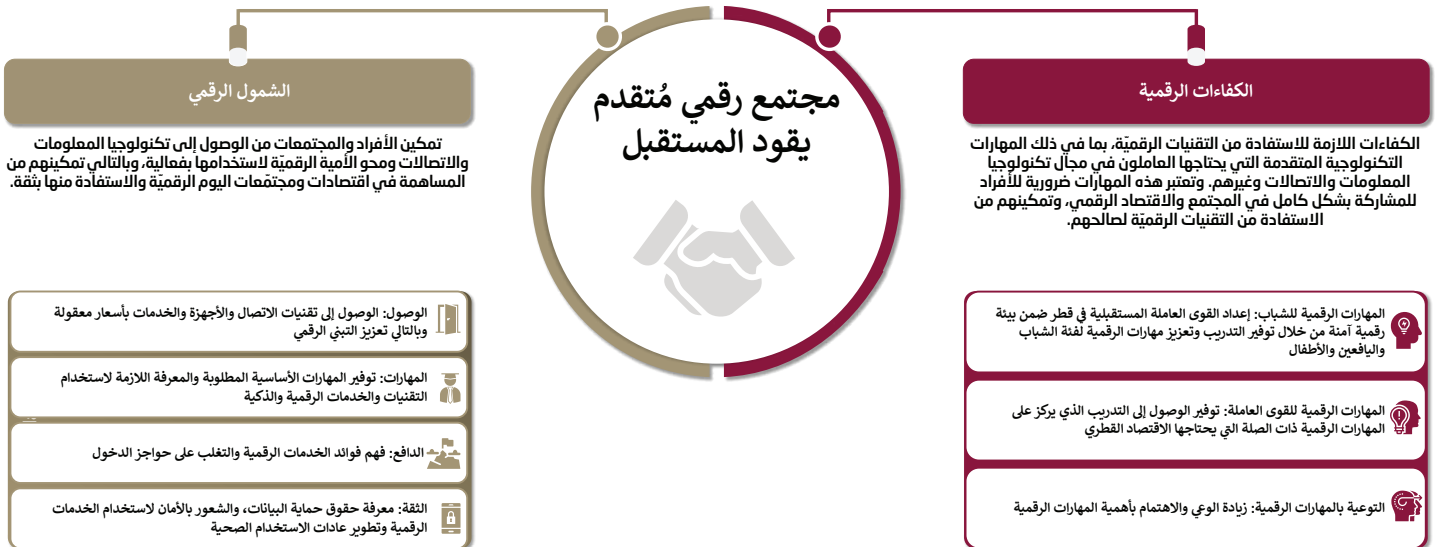 مجتمع رقمي مُتقدم
يقود المستقبل
الكفاءات الرقمية
الكفاءات اللازمة للاستفادة من التقنيات الرقميّة، بما في ذلك المهارات
التكنولوجية المتقدمة التي يحتاجها العاملون في مجال تكنولوجيا
المعلومات والاتصالات وغيرهم. وتعتبر هذه المهارات ضرورية للأفراد
للمشاركة بشكل كامل في المجتمع والاقتصاد الرقمي، وتمكينهم من
الاستفادة من التقنيات الرقميّة لصالحهم.
المهارات الرقمية للشباب: إعداد القوى العاملة المستقبلية في قطر ضمن بيئة
رقمية آمنة من خلال توفير التدريب وتعزيز مهارات الرقمية لفئة الشباب
واليافعين والأطفال
المهارات الرقمية للقوى العاملة: توفير الوصول إلى التدريب الذي يركز على
المهارات الرقمية ذات الصلة التي يحتاجها الاقتصاد القطري
التوعية بالمهارات الرقمية: زيادة الوعي والاهتمام بأهمية المهارات الرقمية
الشمول الرقمي
تمكين الأفراد والمجتمعات من الوصول إلى تكنولوجيا المعلومات
والاتصالات ومحو الأمية الرقميّة لاستخدامها بفعالية، وبالتالي تمكينهم من
المساهمة في اقتصادات ومجتمعات اليوم الرقميّة والاستفادة منها بثقة.
الوصول: الوصول إلى تقنيات الاتصال والأجهزة والخدمات بأسعار معقولة
وبالتالي تعزيز التبني الرقمي
المهارات: توفير المهارات الأساسية المطلوبة والمعرفة اللازمة لاستخدام
التقنيات والخدمات الرقمية والذكية
الدافع: فهم فوائد الخدمات الرقمية والتغلب على حواجز الدخول
الثقة: معرفة حقوق حماية البيانات، والشعور بالأمان لاستخدام الخدمات
الرقمية وتطوير عادات الاستخدام الصحية